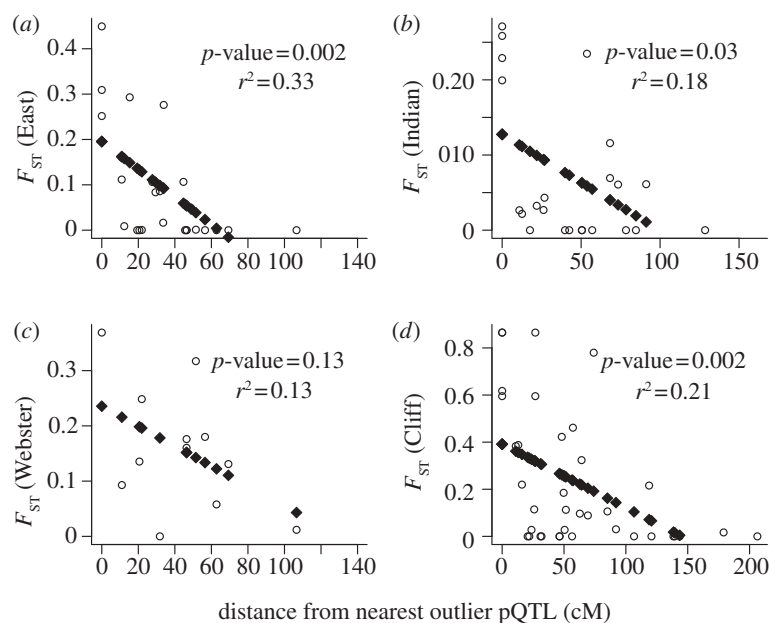 (a)
0.4
0.3
0.2
0.1
0
F_ST (East)
p-value=0.002
r²=0.33
0 20 40 60 80 100 140
(b)
0.20
010
0
F_ST (Indian)
p-value=0.03
r²=0.18
0 50 100 150
(c)
0.3
0.2
0.1
0
F_ST (Webster)
p-value=0.13
r²=0.13
0 20 40 60 80 100 140
(d)
0.8
0.6
0.4
0.2
0
F_ST (Cliff)
p-value=0.002
r²=0.21
0 50 100 150 200
distance from nearest outlier pQTL (cM)